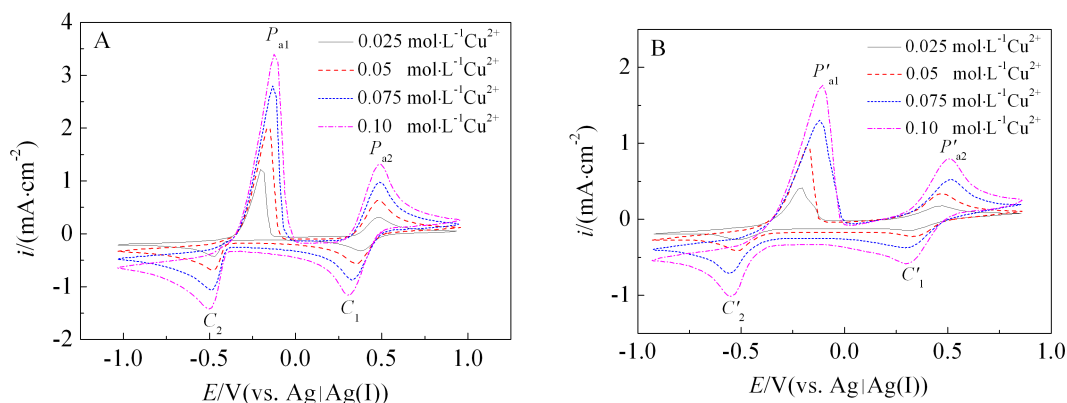 A
P_a1
0.025 mol·L⁻¹Cu²⁺
0.05 mol·L⁻¹Cu²⁺
0.075 mol·L⁻¹Cu²⁺
0.10 mol·L⁻¹Cu²⁺
P_a2
C_2
C_1
4
3
2
1
0
-1
-2
i/(mA·cm⁻²)
-1.0 -0.5 0.0 0.5 1.0
E/V(vs. Ag|Ag(I))
B
P′_a1
0.025 mol·L⁻¹Cu²⁺
0.05 mol·L⁻¹Cu²⁺
0.075 mol·L⁻¹Cu²⁺
0.10 mol·L⁻¹Cu²⁺
P′_a2
C′_2
C′_1
2
1
0
-1
i/(mA·cm⁻²)
-1.0 -0.5 0.0 0.5 1.0
E/V(vs. Ag|Ag(I))